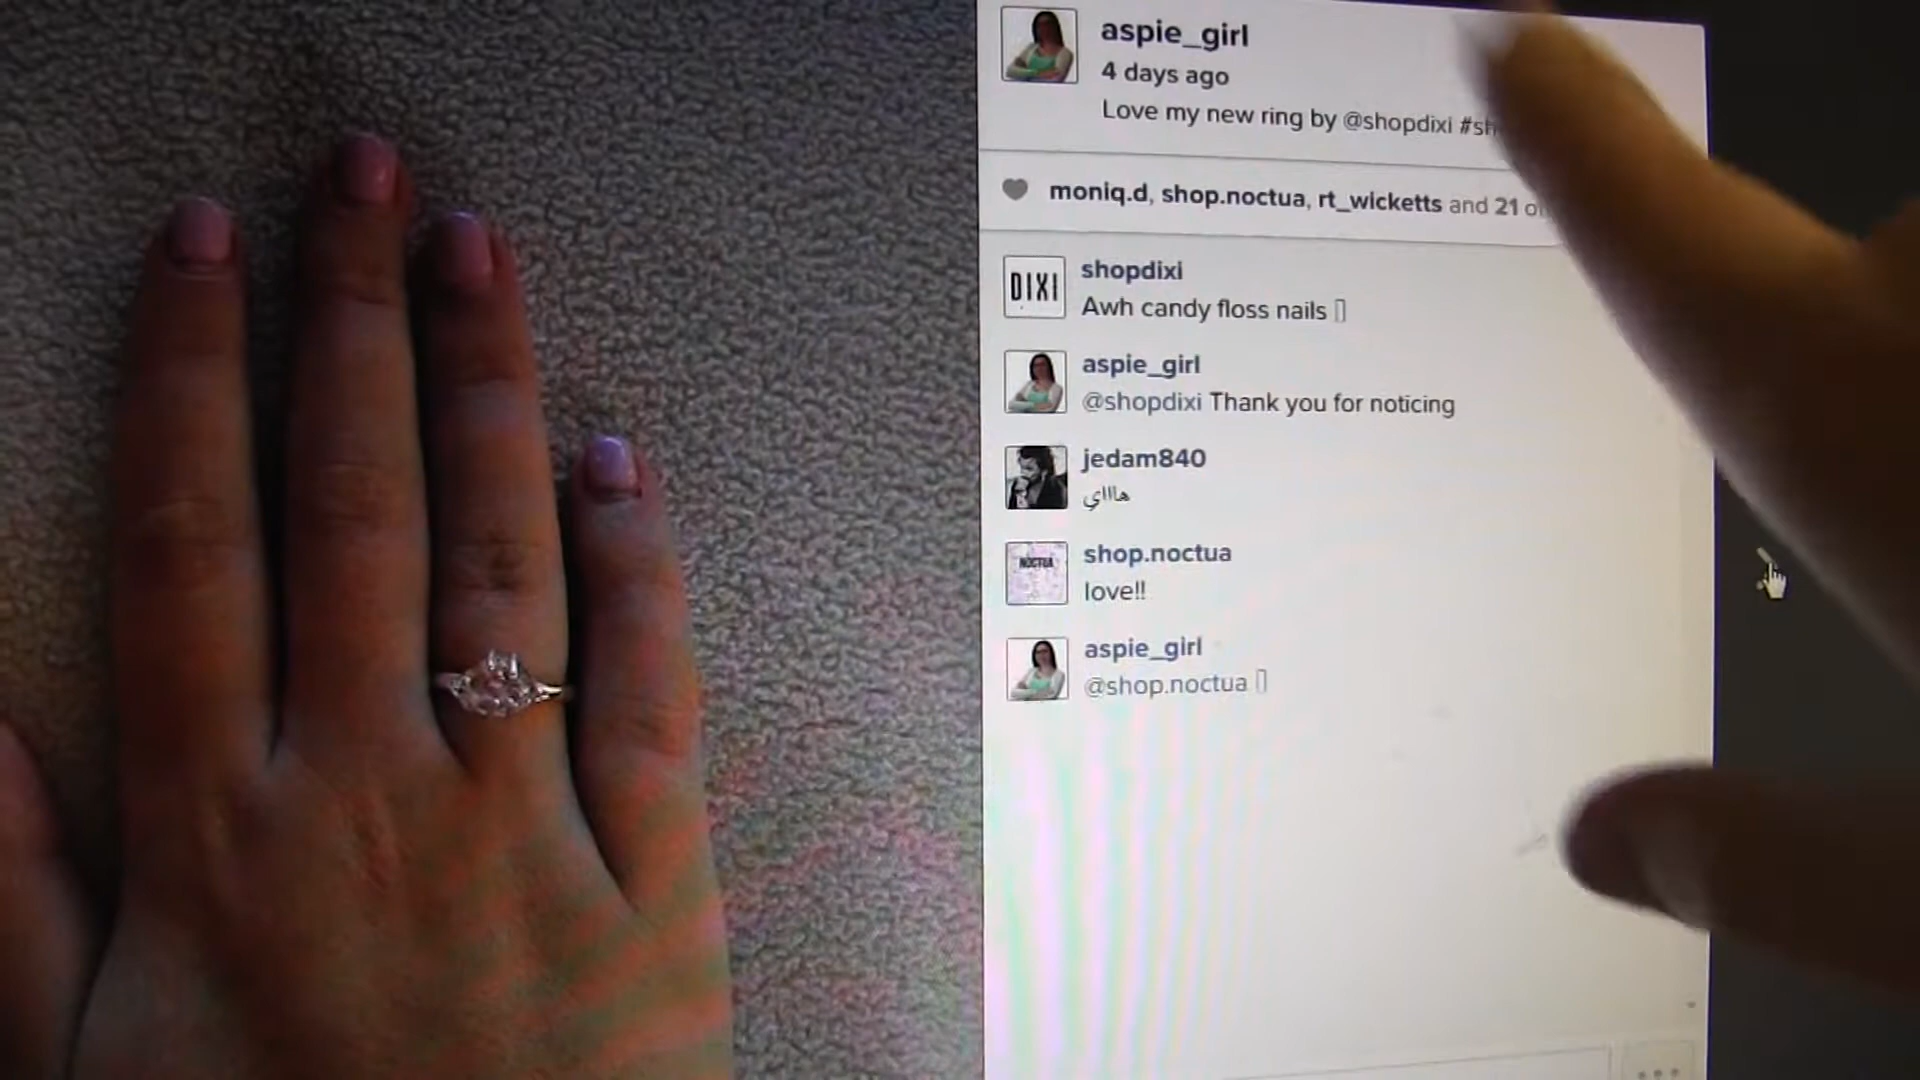 aspie_girl
4 days ago
Love my new ring by @shopdixi
moniq.d, shop.noctua, rt_wicketts and 21
DIXI
shopdixi
Awh candy floss nails
aspie_girl
@shopdixi Thank you for noticing
jedam840
هاااي
NOCTUA
shop.noctua
love!!
aspie_girl
@shop.noctua